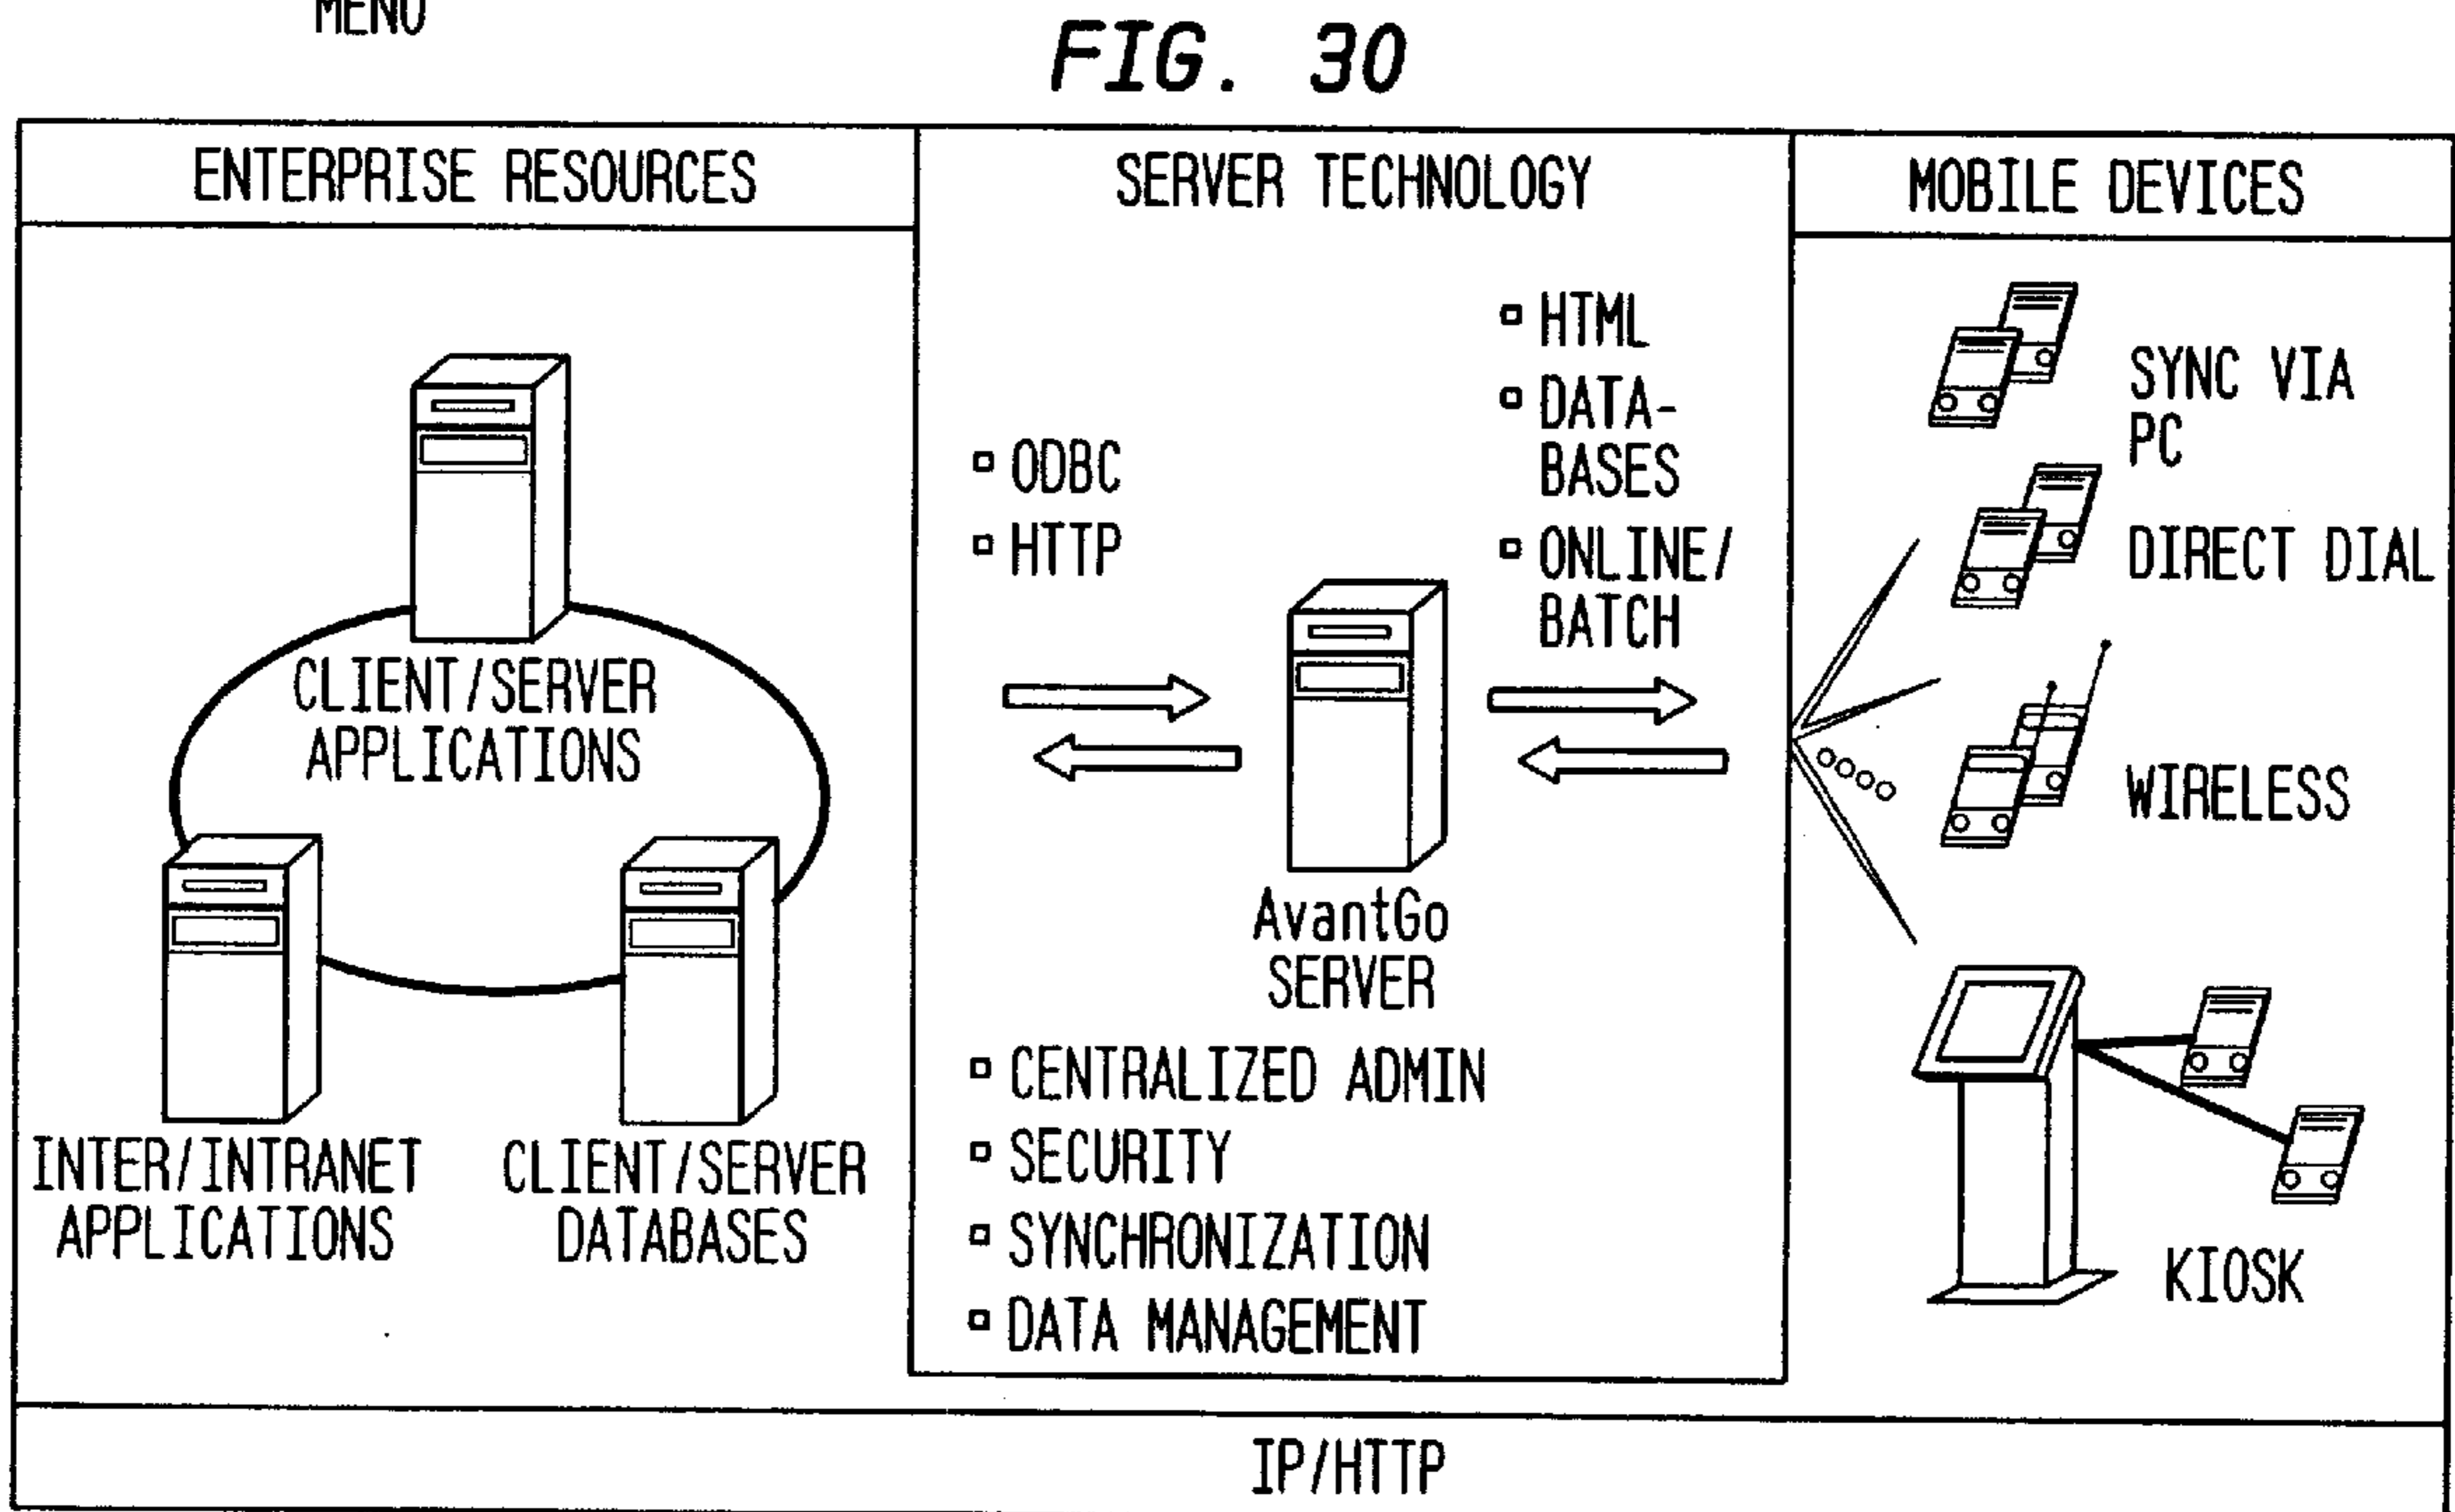 MENU
FIG. 30
ENTERPRISE RESOURCES
SERVER TECHNOLOGY
MOBILE DEVICES
CLIENT/SERVER
APPLICATIONS
INTER/INTRANET
APPLICATIONS
CLIENT/SERVER
DATABASES
ODBC
HTTP
HTML
DATA-
BASES
ONLINE/
BATCH
AvantGo
SERVER
CENTRALIZED ADMIN
SECURITY
SYNCHRONIZATION
DATA MANAGEMENT
SYNC VIA
PC
DIRECT DIAL
WIRELESS
KIOSK
IP/HTTP